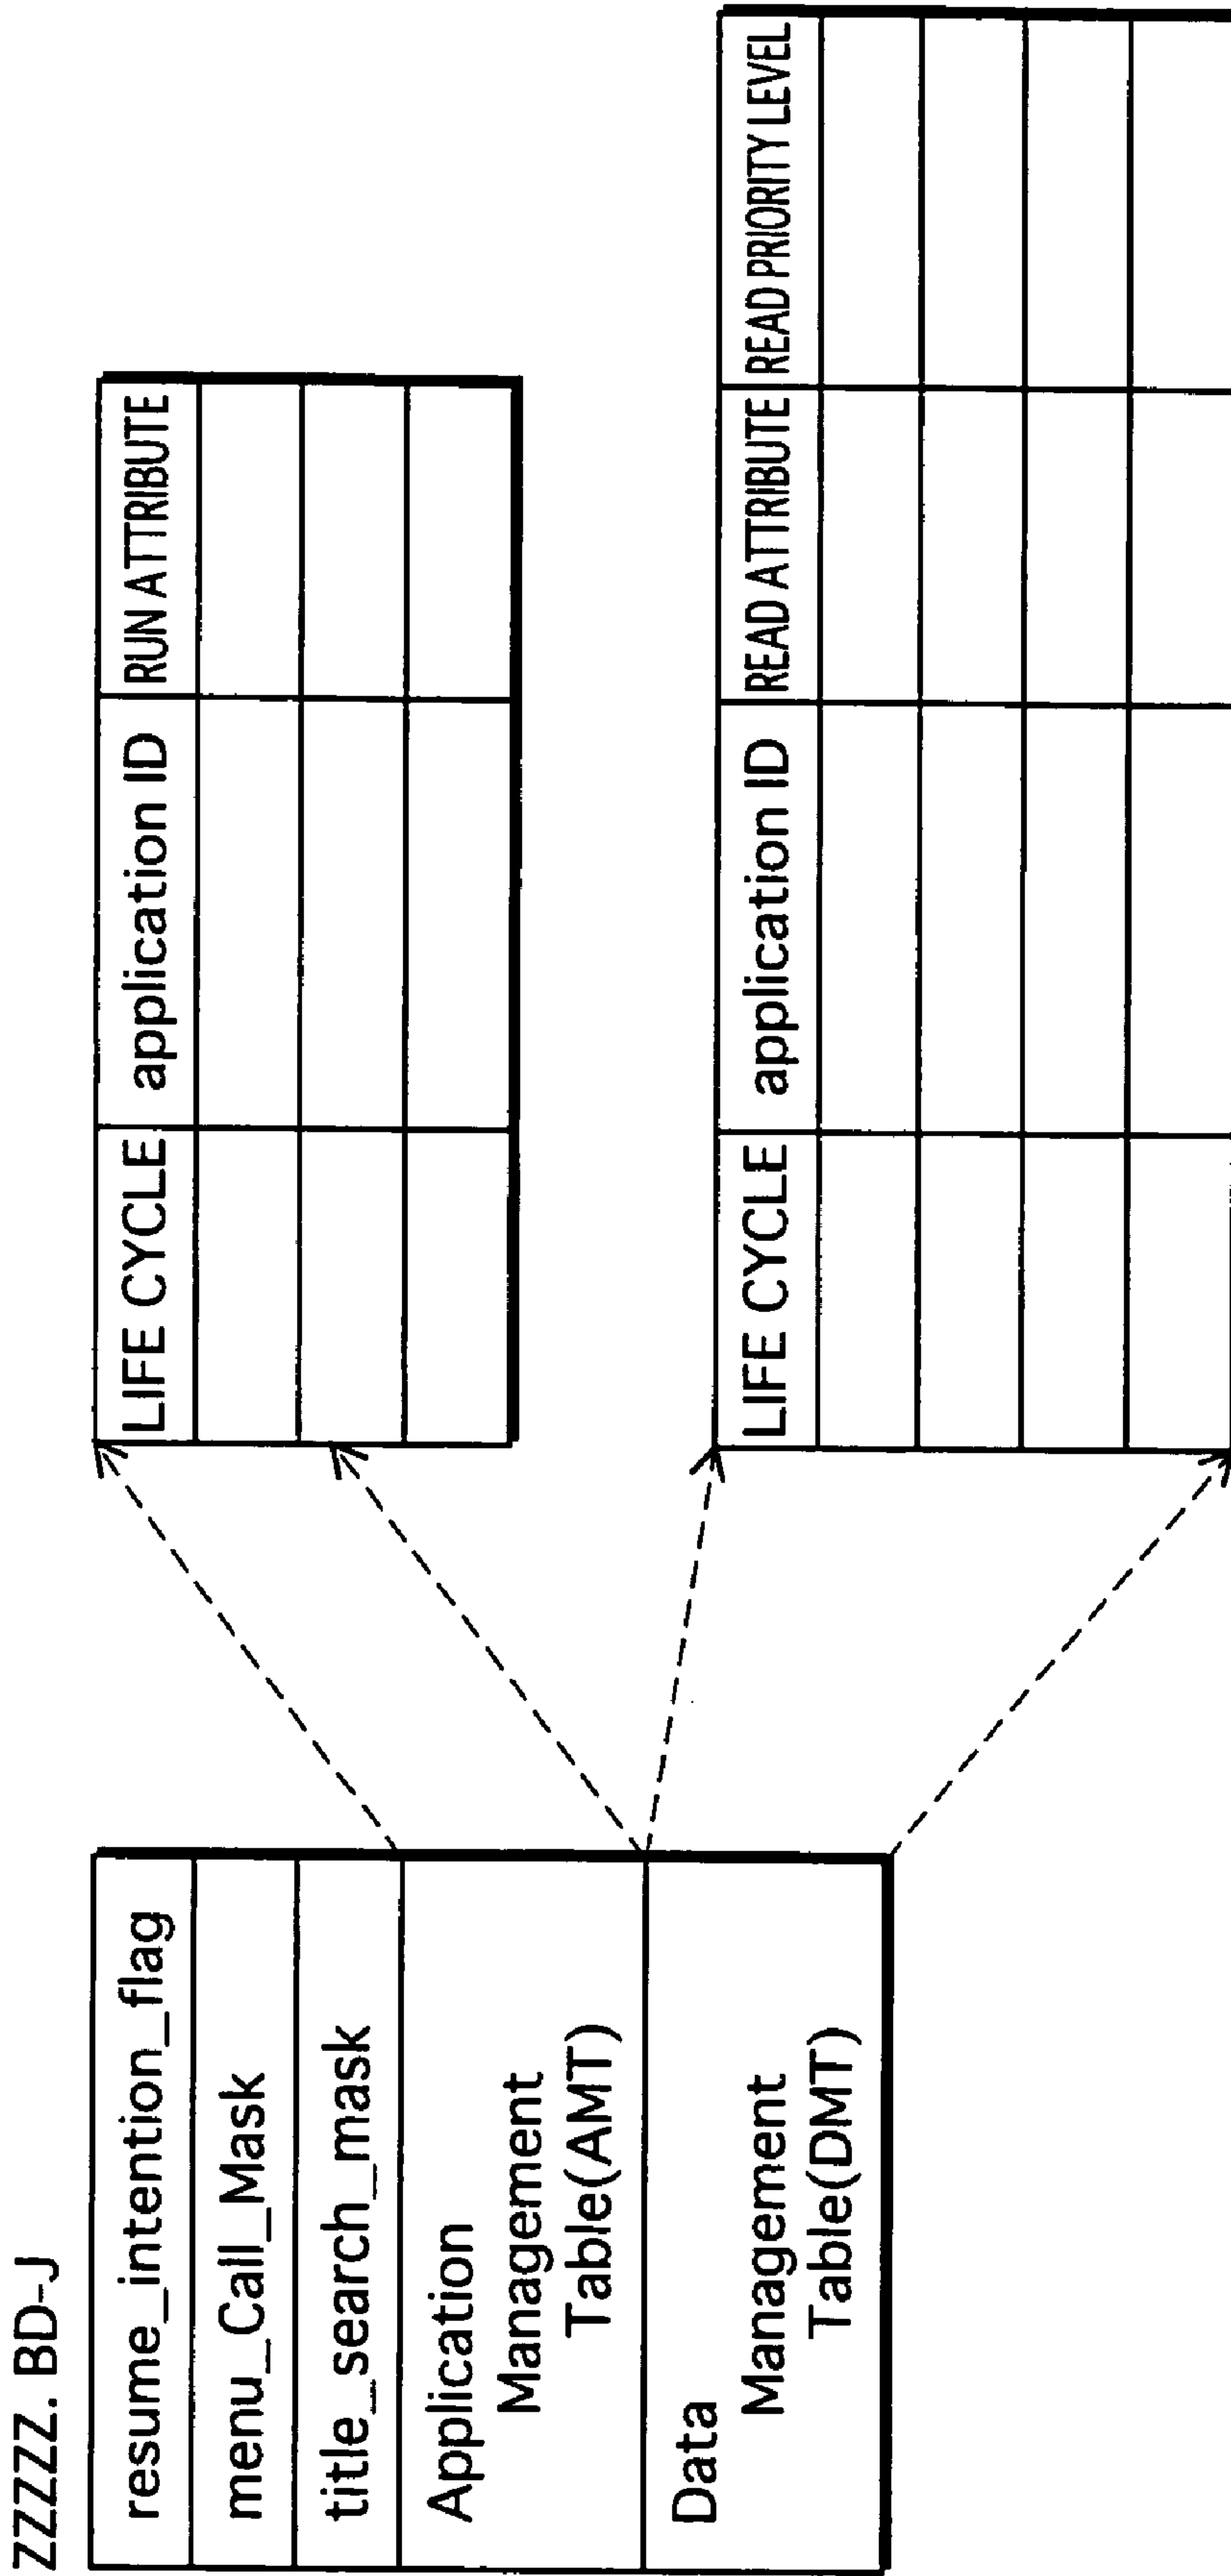 ZZZZZ. BD-J
resume_intention_flag
menu_Call_Mask
title_search_mask
Application
Management
Table(AMT)
Data
Management
Table(DMT)
LIFE CYCLE application ID RUN ATTRIBUTE
LIFE CYCLE application ID READ ATTRIBUTE READ PRIORITY LEVEL